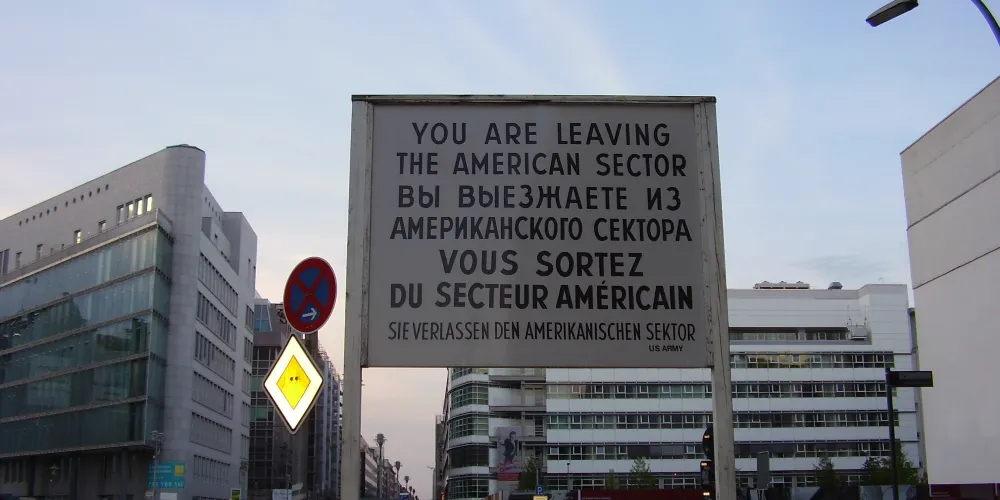 YOU ARE LEAVING
THE AMERICAN SECTOR
ВЫ ВЫЕЗЖАЕТЕ ИЗ
АМЕРИКАНСКОГО СЕКТОРА
VOUS SORTEZ
DU SECTEUR AMÉRICAIN
SIE VERLASSEN DEN AMERIKANISCHEN SEKTOR
US ARMY